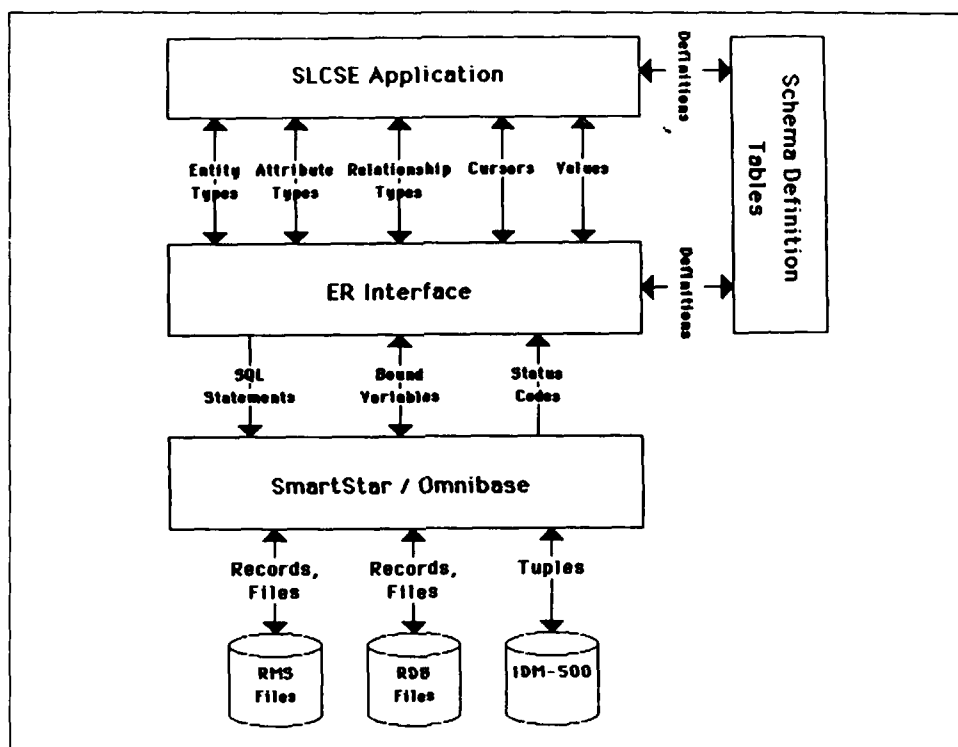 SLCSE Application
Definitions
Schema Definition
Tables
Entity
Types
Attribute
Types
Relationship
Types
Cursors
Values
ER Interface
Definitions
SQL
Statements
Bound
Variables
Status
Codes
SmartStar / Omnibase
Records,
Files
Records,
Files
Tuples
RMS
Files
RDB
Files
IDM-500